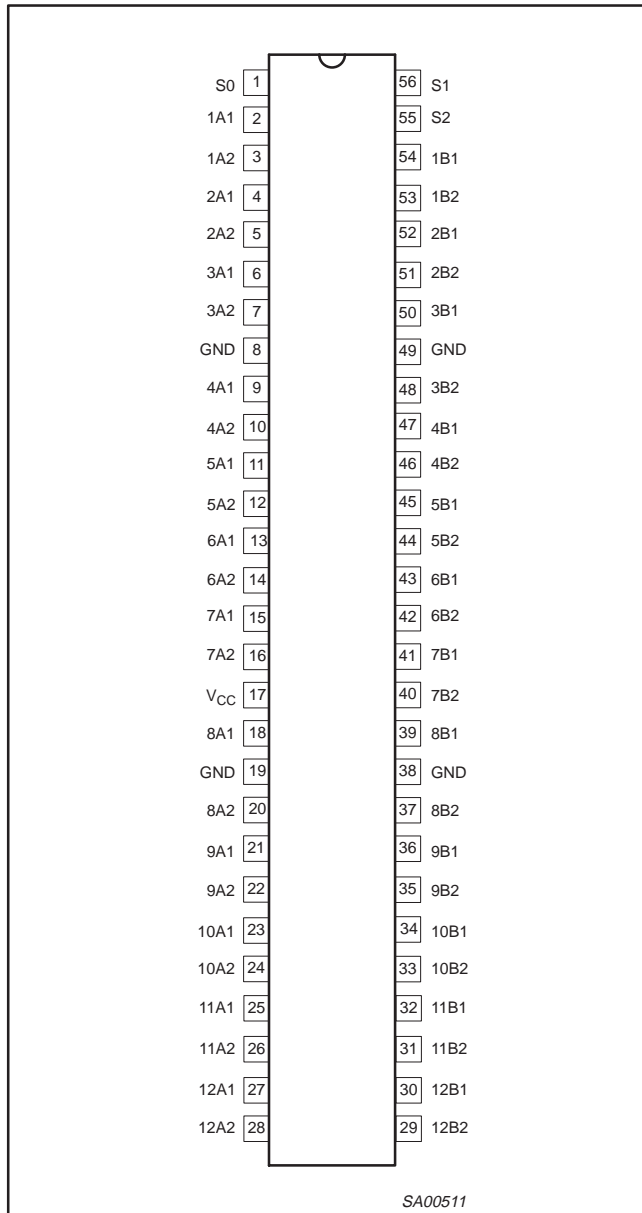 S0 1 56 S1
1A1 2 55 S2
1A2 3 54 1B1
2A1 4 53 1B2
2A2 5 52 2B1
3A1 6 51 2B2
3A2 7 50 3B1
GND 8 49 GND
4A1 9 48 3B2
4A2 10 47 4B1
5A1 11 46 4B2
5A2 12 45 5B1
6A1 13 44 5B2
6A2 14 43 6B1
7A1 15 42 6B2
7A2 16 41 7B1
VCC 17 40 7B2
8A1 18 39 8B1
GND 19 38 GND
8A2 20 37 8B2
9A1 21 36 9B1
9A2 22 35 9B2
10A1 23 34 10B1
10A2 24 33 10B2
11A1 25 32 11B1
11A2 26 31 11B2
12A1 27 30 12B1
12A2 28 29 12B2
SA00511